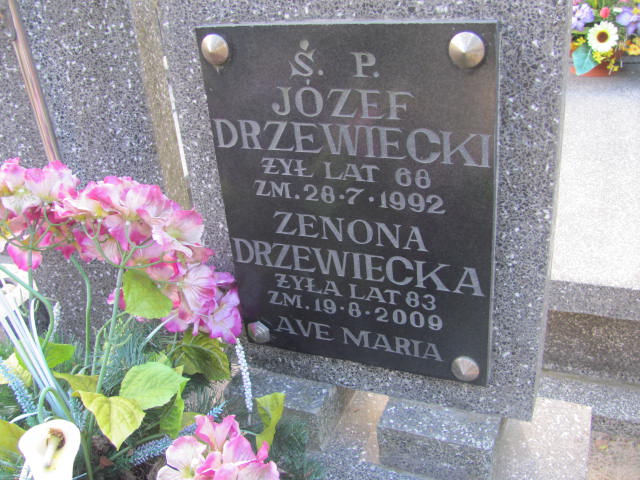 Ś. P.
JÓZEF
DRZEWIECKI
ŻYŁ LAT 68
ZM. 28·7·1992
ZENONA
DRZEWIECKA
ŻYŁA LAT 83
ZM. 19·8·2009
AVE MARIA